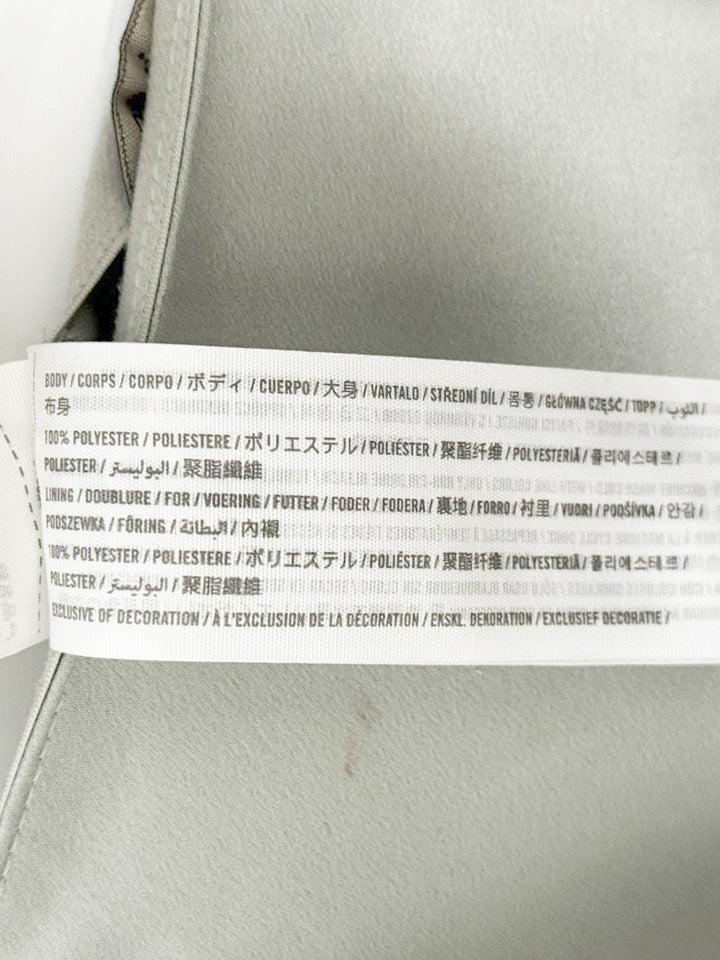 BODY / CORPS / CORPO / ボディ / CUERPO / 大身 / VARTALO / STŘEDNÍ DÍL / 몸통 / GŁÓWNA CZĘŚĆ / TOPP / الثوب /
布身
100% POLYESTER / POLIESTERE / ポリエステル / POLIÉSTER / 聚酯纤维 / POLYESTERIÄ / 폴리에스테르 /
POLIESTER / البوليستر / 聚脂纖維
LINING / DOUBLURE / FOR / VOERING / FUTTER / FODER / FODERA / 裏地 / FORRO / 衬里 / VUORI / PODŠÍVKA / 안감 /
PODSZEWKA / FÔRING / البطانة / 內襯
100% POLYESTER / POLIESTERE / ポリエステル / POLIÉSTER / 聚酯纤维 / POLYESTERIÄ / 폴리에스테르 /
POLIESTER / البوليستر / 聚脂纖維
EXCLUSIVE OF DECORATION / À L'EXCLUSION DE LA DÉCORATION / EKSKL. DEKORATION / EXCLUSIEF DECORATIE /